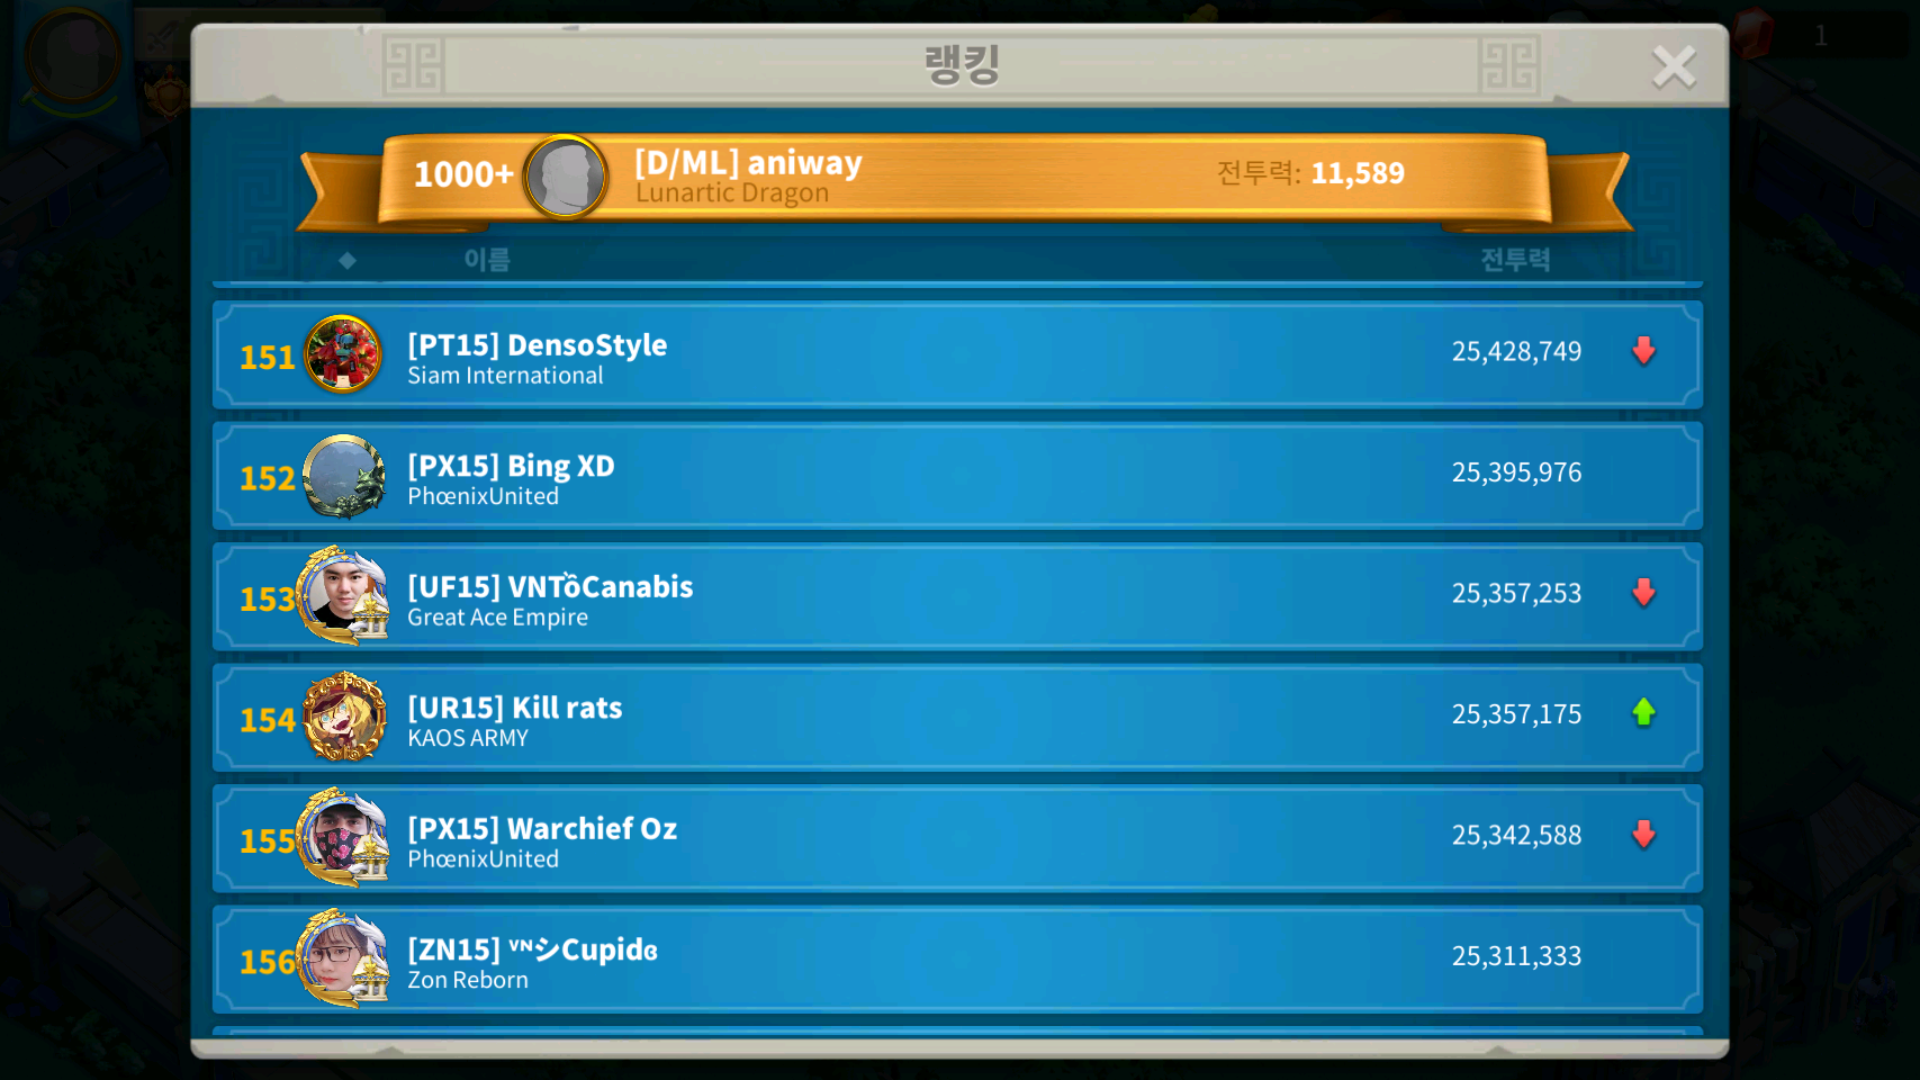 랭킹
1
1000+
[D/ML] aniway
Lunartic Dragon
전투력: 11,589
이름
전투력
151
[PT15] DensoStyle
Siam International
25,428,749
152
[PX15] Bing XD
PhœnixUnited
25,395,976
153
[UF15] VNTồCanabis
Great Ace Empire
25,357,253
154
[UR15] Kill rats
KAOS ARMY
25,357,175
155
[PX15] Warchief Oz
PhœnixUnited
25,342,588
156
[ZN15] ᵛᶰシCupidɞ
Zon Reborn
25,311,333